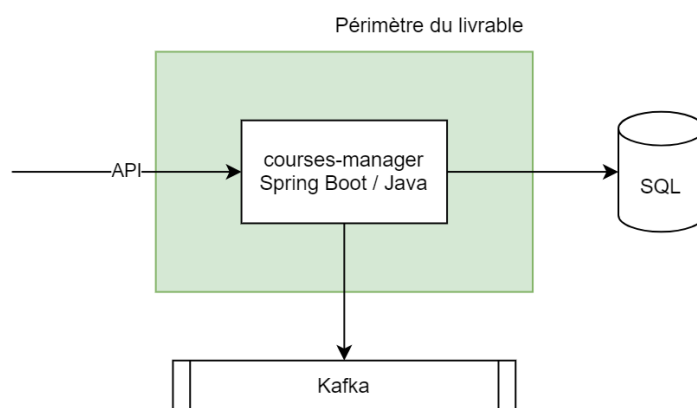 Périmètre du livrable
API
courses-manager
Spring Boot / Java
SQL
Kafka